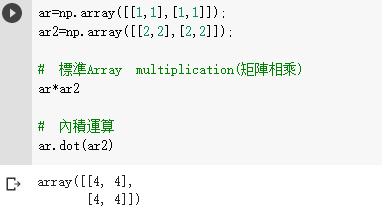 ar=np.array([[1,1],[1,1]]);
ar2=np.array([[2,2],[2,2]]);
# 標準Array multiplication(矩陣相乘)
ar*ar2
# 內積運算
ar.dot(ar2)
array([[4, 4],
[4, 4]])